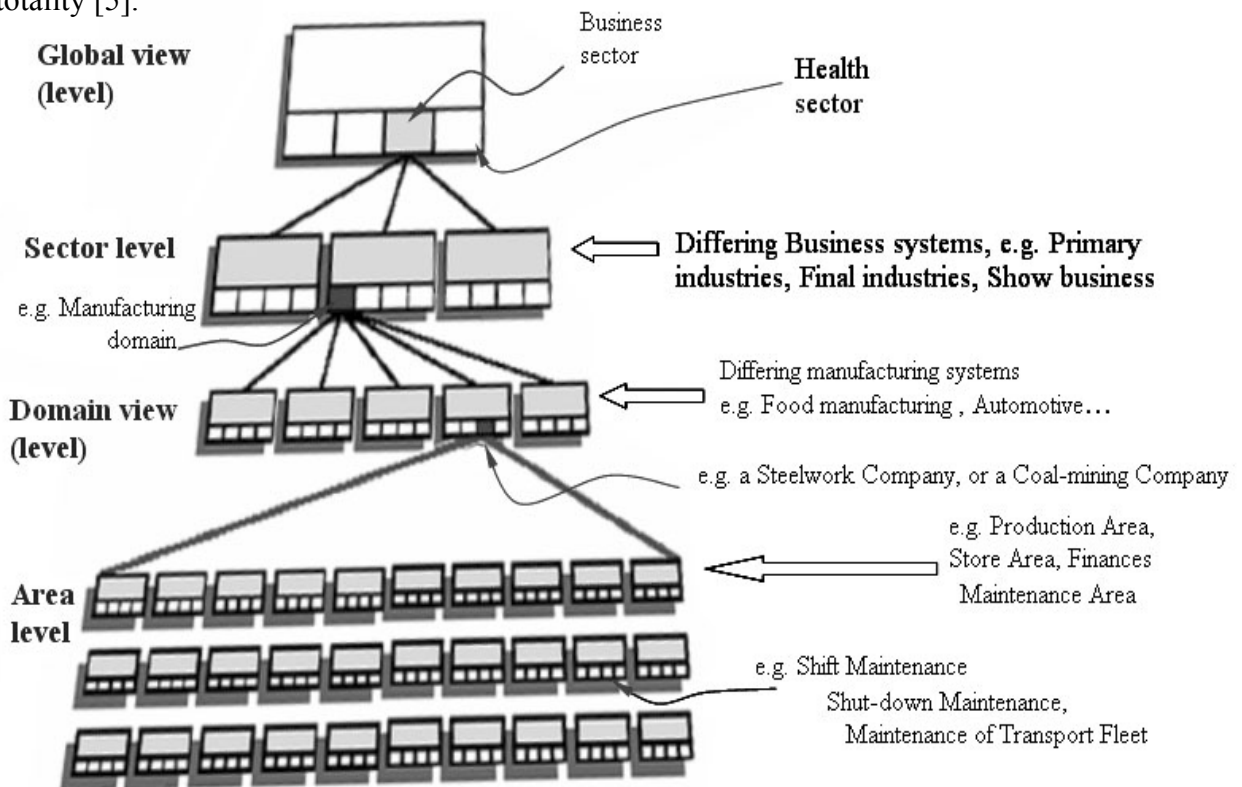 totality [5].
Global view
(level)
Business
sector
Health
sector
Sector level
Differing Business systems, e.g. Primary
industries, Final industries, Show business
e.g. Manufacturing
domain
Domain view
(level)
Differing manufacturing systems
e.g. Food manufacturing , Automotive...
e.g. a Steelwork Company, or a Coal-mining Company
Area
level
e.g. Production Area,
Store Area, Finances
Maintenance Area
e.g. Shift Maintenance
Shut-down Maintenance,
Maintenance of Transport Fleet